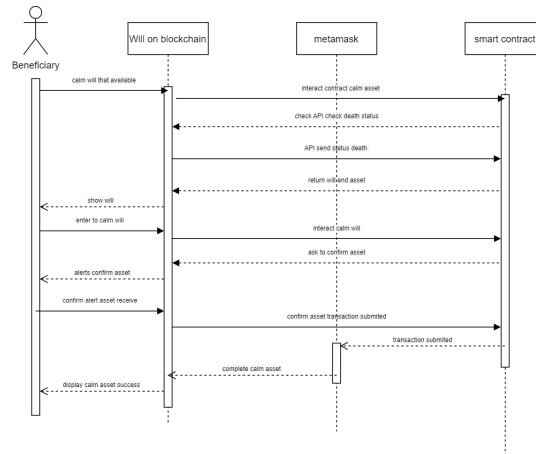 Will on blockchain
metamask
smart contract
Beneficiary
calm will that available
interact contract calm asset
check API check death status
API send status death
return will and asset
show will
enter to calm will
interact calm will
ask to confirm asset
alerts confirm asset
confirm alert asset receive
confirm asset transaction submited
transaction submited
complete calm asset
display calm asset success